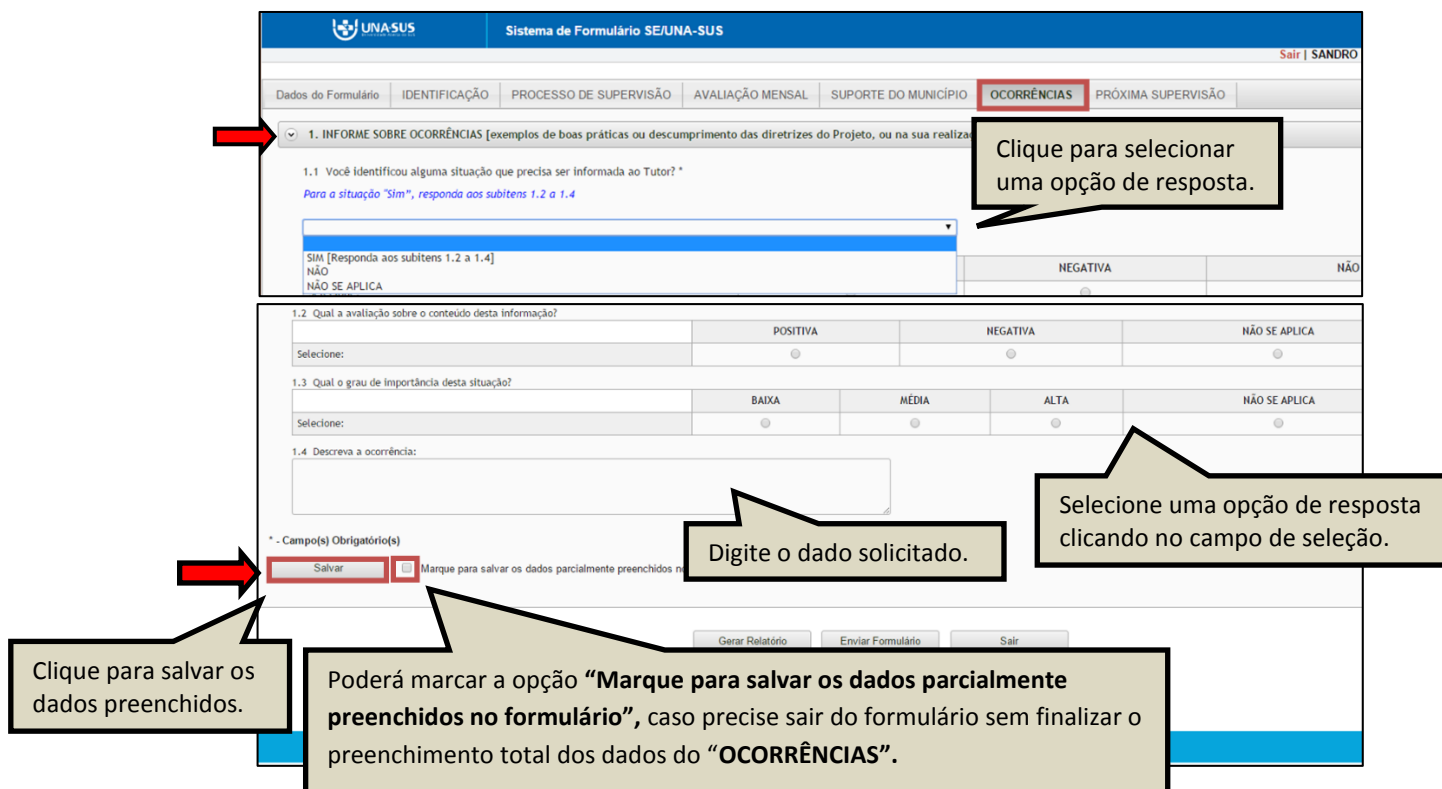 UNA-SUS
Sistema de Formulário SE/UNA-SUS
Sair | SANDRO
Dados do Formulário
IDENTIFICAÇÃO
PROCESSO DE SUPERVISÃO
AVALIAÇÃO MENSAL
SUPORTE DO MUNICÍPIO
OCORRÊNCIAS
PRÓXIMA SUPERVISÃO
1. INFORME SOBRE OCORRÊNCIAS [exemplos de boas práticas ou descumprimento das diretrizes do Projeto, ou na sua realiza
Clique para selecionar
uma opção de resposta.
1.1 Você identificou alguma situação que precisa ser informada ao Tutor? *
Para a situação "Sim", responda aos subitens 1.2 a 1.4
SIM [Responda aos subitens 1.2 a 1.4]
NÃO
NÃO SE APLICA
NEGATIVA
NÃO
1.2 Qual a avaliação sobre o conteúdo desta informação?
POSITIVA
NEGATIVA
NÃO SE APLICA
Selecione:
1.3 Qual o grau de importância desta situação?
BAIXA
MÉDIA
ALTA
NÃO SE APLICA
Selecione:
1.4 Descreva a ocorrência:
Selecione uma opção de resposta
clicando no campo de seleção.
Digite o dado solicitado.
* - Campo(s) Obrigatório(s)
Salvar
Marque para salvar os dados parcialmente preenchidos no
Gerar Relatório
Enviar Formulário
Sair
Clique para salvar os
dados preenchidos.
Poderá marcar a opção “Marque para salvar os dados parcialmente
preenchidos no formulário”, caso precise sair do formulário sem finalizar o
preenchimento total dos dados do “OCORRÊNCIAS”.